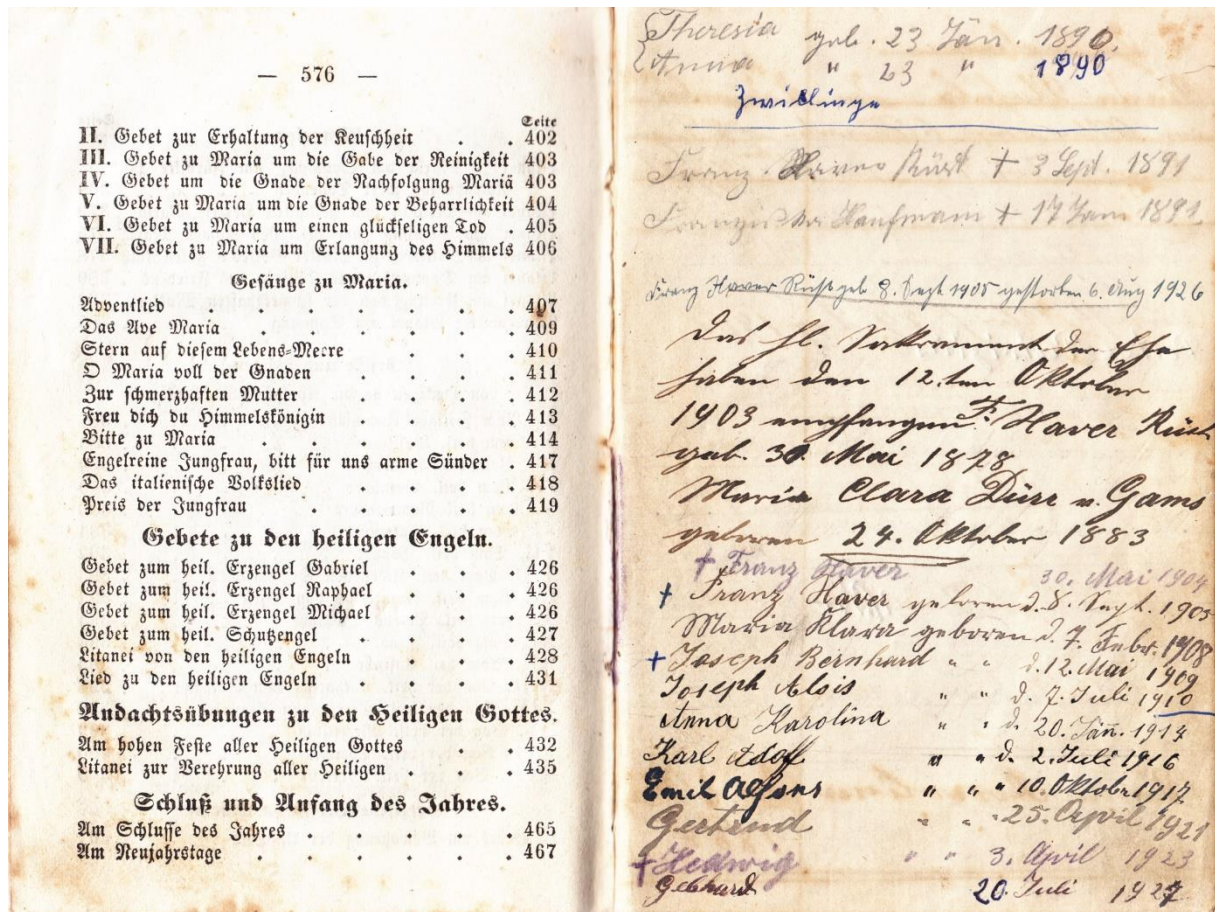 — 576 —
Seite
II. Gebet zur Erhaltung der Keuschheit . . 402
III. Gebet zu Maria um die Gabe der Reinigkeit 403
IV. Gebet um die Gnade der Nachfolgung Mariä 403
V. Gebet zu Maria um die Gnade der Beharrlichkeit 404
VI. Gebet zu Maria um einen glückseligen Tod . 405
VII. Gebet zu Maria um Erlangung des Himmels 406
Gesänge zu Maria.
Adventlied . . . . . . . 407
Das Ave Maria . . . . . . 409
Stern auf diesem Lebens-Meere . . . 410
O Maria voll der Gnaden . . . . 411
Zur schmerzhaften Mutter . . . . 412
Freu dich du Himmelskönigin . . . . 413
Bitte zu Maria . . . . . . 414
Engelreine Jungfrau, bitt für uns arme Sünder . 417
Das italienische Volkslied . . . . 418
Preis der Jungfrau . . . . . 419
Gebete zu den heiligen Engeln.
Gebet zum heil. Erzengel Gabriel . . . 426
Gebet zum heil. Erzengel Raphael . . . 426
Gebet zum heil. Erzengel Michael . . . 426
Gebet zum heil. Schutzengel . . . . 427
Litanei von den heiligen Engeln . . . 428
Lied zu den heiligen Engeln . . . . 431
Andachtsübungen zu den Heiligen Gottes.
Am hohen Feste aller Heiligen Gottes . . . 432
Litanei zur Verehrung aller Heiligen . . . 435
Schluß und Anfang des Jahres.
Am Schlusse des Jahres . . . . . 465
Am Neujahrstage . . . . . . 467
Theresia geb. 23 Jän. 1890.
Anna " 23 " 1890
Zwillinge
Franz Xaver Rüst + 3 Sept. 1891
Franziska Kaufmann + 17 Jann 1891
Franz Xaver Rüst geb 8. Sept 1905 gestorben 6. Aug 1926
Das hl. Sakrament der Ehe
haben den 12.ten Oktober
1903 empfangen F. Xaver Rüst
geb. 30. Mai 1878
Maria Clara Dürr v. Gams
geboren 24. Oktober 1883
+ Franz Xaver 30. Mai 1904
+ Franz Xaver geboren d. 8. Sept. 1905
Maria Klara geboren d. 7. Febr. 1908
+ Joseph Bernhard " " d. 12. Mai 1909
Joseph Alois " " d. 7. Juli 1910
Anna Karolina " " d. 20. Jän. 1914
Karl Adolf " " d. 2. Juli 1916
Emil Alfons " " " 10. Oktobr 1917
Gertrud " " " 25. April 1921
+ Hedwig " " 3. April 1923
Gebhard 20. Juli 1927